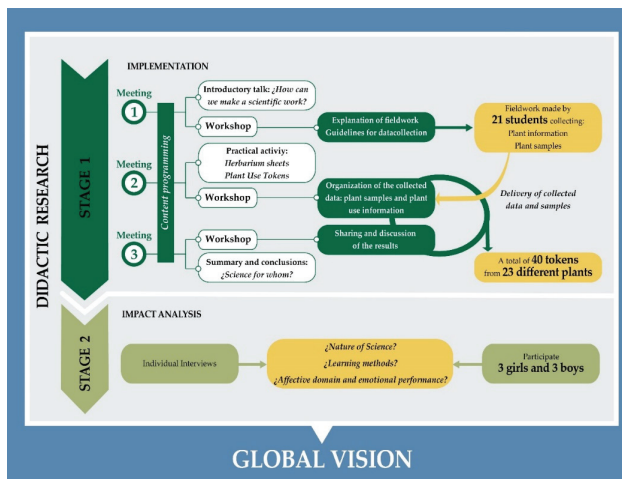 DIDACTIC RESEARCH
STAGE 1
IMPLEMENTATION
Meeting
1
Content programming
Introductory talk: ¿How can
we make a scientific work?
Workshop
Explanation of fieldwork
Guidelines for datacollection
Fieldwork made by
21 students collecting:
Plant information
Plant samples
Meeting
2
Practical activiy:
Herbarium sheets
Plant Use Tokens
Workshop
Organization of the collected
data: plant samples and plant
use information
Delivery of collected
data and samples
Meeting
3
Workshop
Sharing and discussion
of the results
Summary and conclusions:
¿Science for whom?
A total of 40 tokens
from 23 different plants
STAGE 2
IMPACT ANALYSIS
Individual Interviews
¿Nature of Science?
¿Learning methods?
¿Affective domain and emotional performance?
Participate
3 girls and 3 boys
GLOBAL VISION